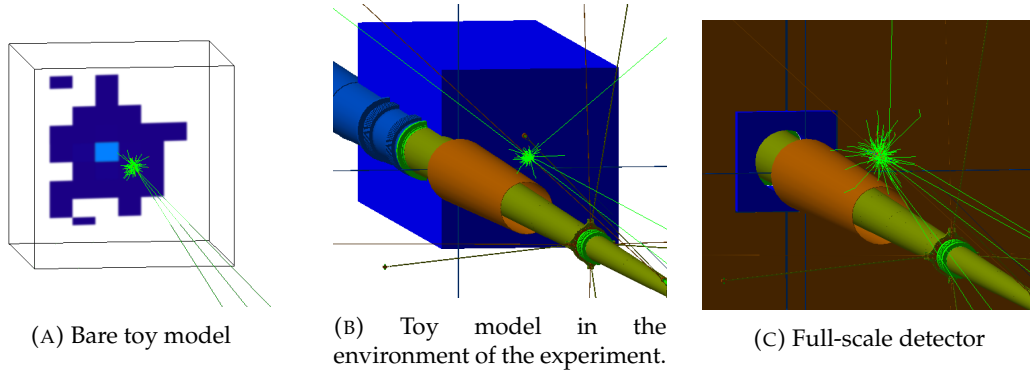 (A) Bare toy model
(B) Toy model in the
environment of the experiment.
(C) Full-scale detector